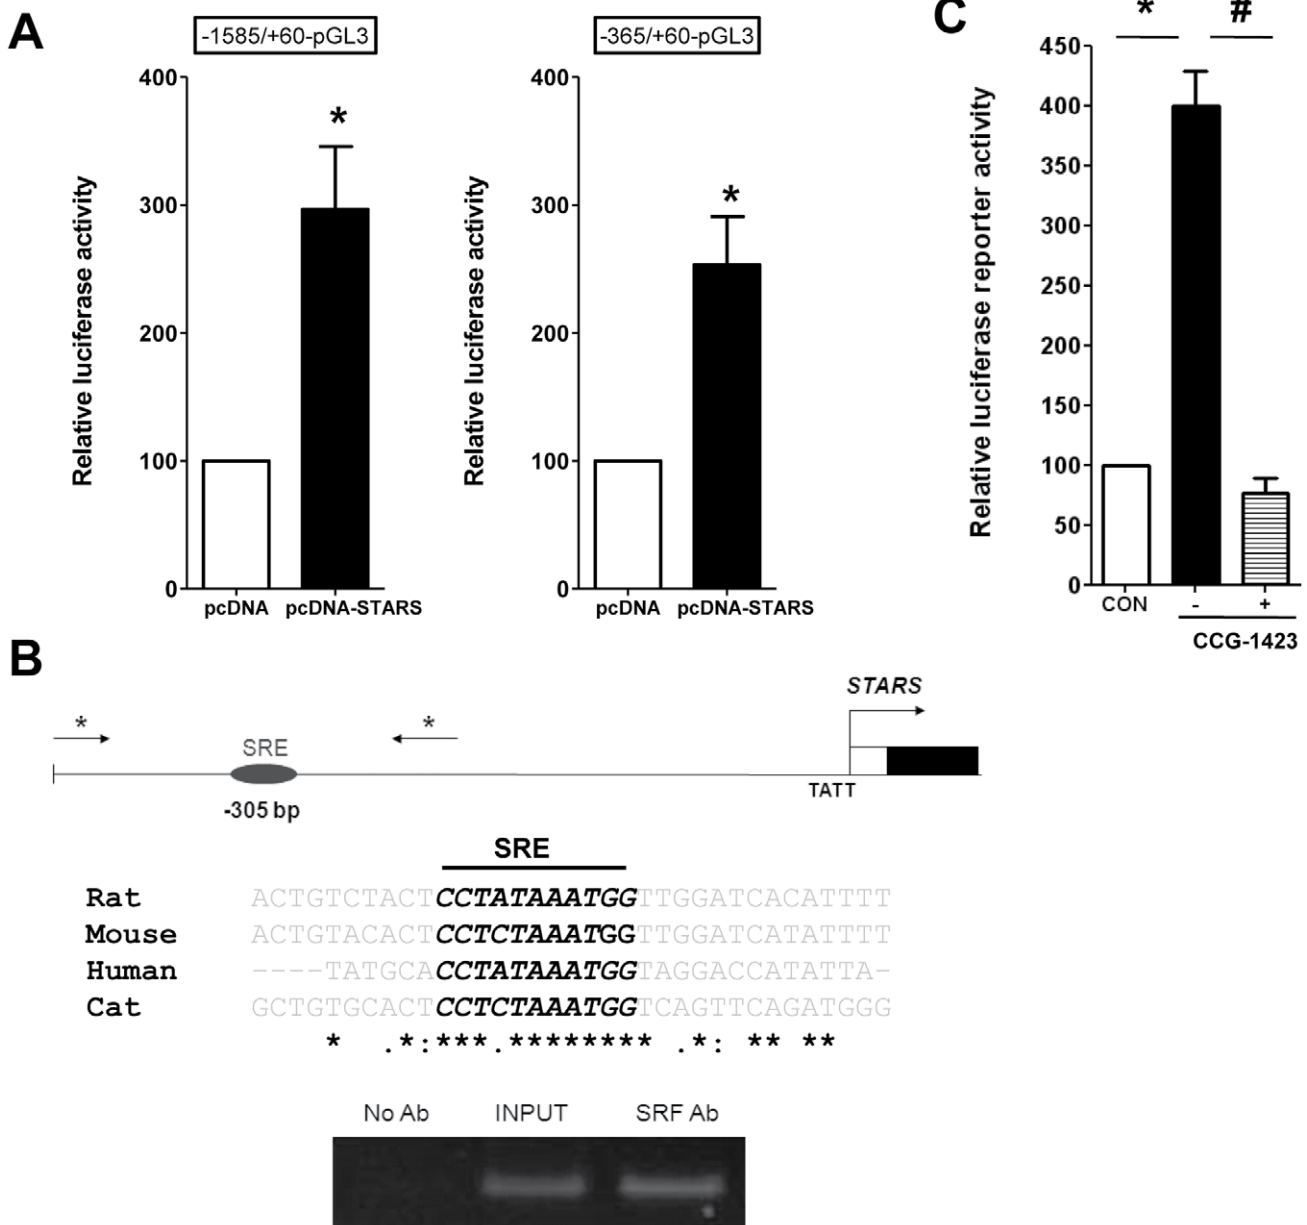 A
-1585/+60-pGL3
Relative luciferase activity
400
300
200
100
0
*
pcDNA
pcDNA-STARS
-365/+60-pGL3
Relative luciferase activity
400
300
200
100
0
*
pcDNA
pcDNA-STARS
C
* #
Relative luciferase reporter activity
450
400
350
300
250
200
150
100
50
0
CON
- +
CCG-1423
B
STARS
* *
SRE
-305 bp
TATT
SRE
Rat ACTGTCTACTCCTATAAATGGTTGGATCACATTTT
Mouse ACTGTACACTCCTCTAAATGGTTGGATCATATTTT
Human ----TATGCACCTATAAATGGTAGGACCATATTA-
Cat GCTGTGCACTCCTCTAAATGGTCAGTTCAGATGGG
* .*:***.******** .*: ** **
No Ab INPUT SRF Ab